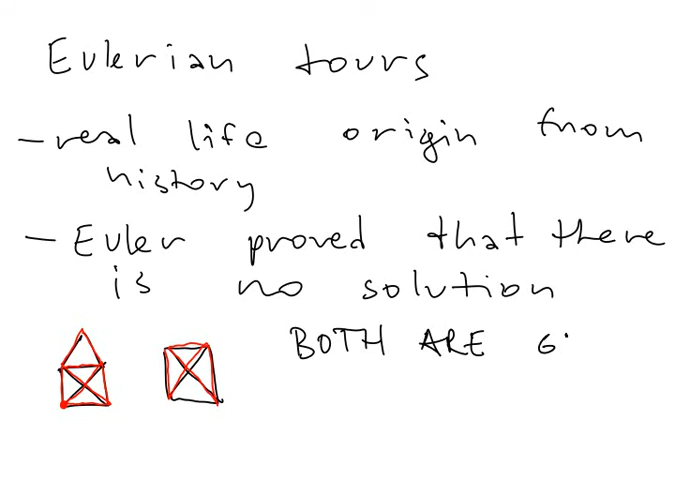 Eulerian tours
- real life origin from
history
- Euler proved that there
is no solution
BOTH ARE